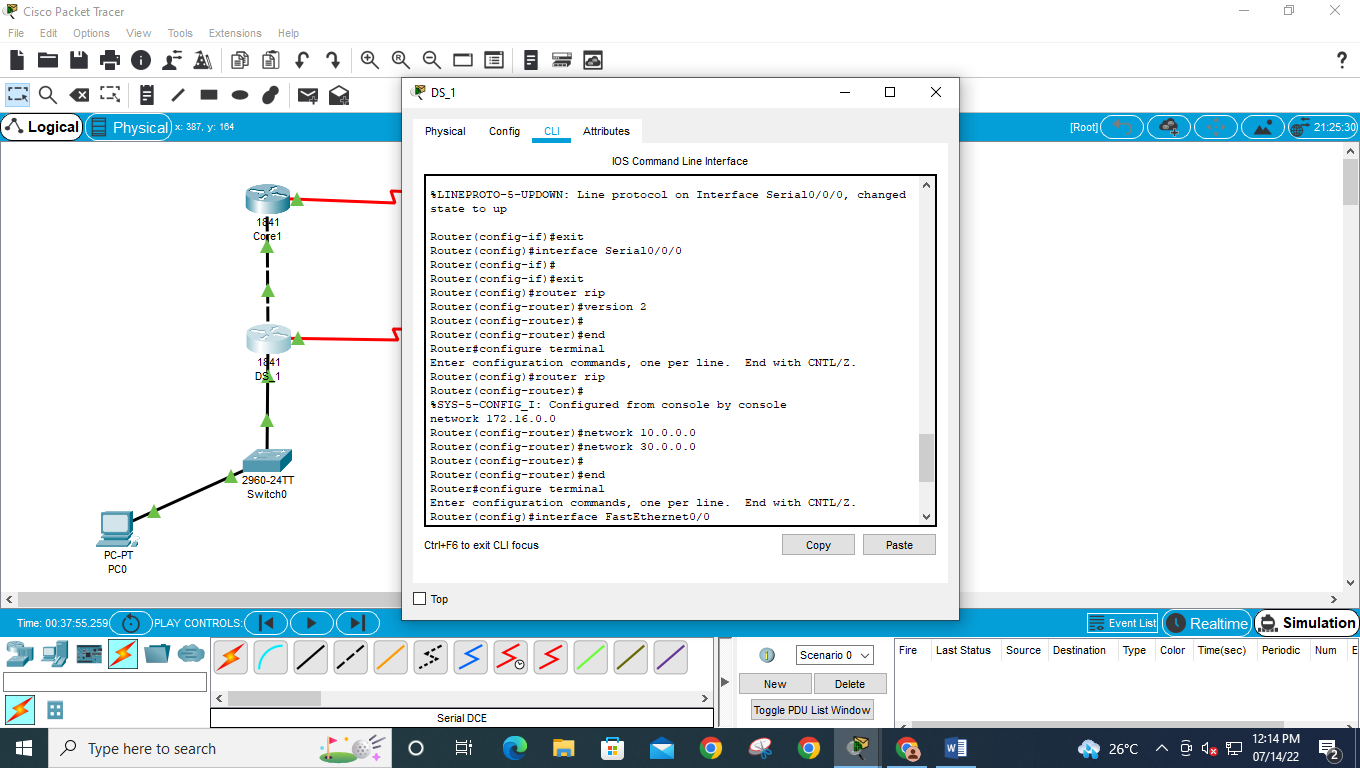 Cisco Packet Tracer
File Edit Options View Tools Extensions Help
?
Logical Physical x: 387, y: 164 [Root] 21:25:30
1841
Core1
1841
DS_1
2960-24TT
Switch0
PC-PT
PC0
DS_1
Physical Config CLI Attributes
IOS Command Line Interface
%LINEPROTO-5-UPDOWN: Line protocol on Interface Serial0/0/0, changed
state to up
Router(config-if)#exit
Router(config)#interface Serial0/0/0
Router(config-if)#
Router(config-if)#exit
Router(config)#router rip
Router(config-router)#version 2
Router(config-router)#
Router(config-router)#end
Router#configure terminal
Enter configuration commands, one per line.  End with CNTL/Z.
Router(config)#router rip
Router(config-router)#
%SYS-5-CONFIG_I: Configured from console by console
network 172.16.0.0
Router(config-router)#network 10.0.0.0
Router(config-router)#network 30.0.0.0
Router(config-router)#
Router(config-router)#end
Router#configure terminal
Enter configuration commands, one per line.  End with CNTL/Z.
Router(config)#interface FastEthernet0/0
Ctrl+F6 to exit CLI focus Copy Paste
Top
Time: 00:37:55.259 PLAY CONTROLS: Event List Realtime Simulation
Scenario 0
New Delete
Toggle PDU List Window
Fire Last Status Source Destination Type Color Time(sec) Periodic Num E
Serial DCE
Type here to search
26°C
12:14 PM
07/14/22
2